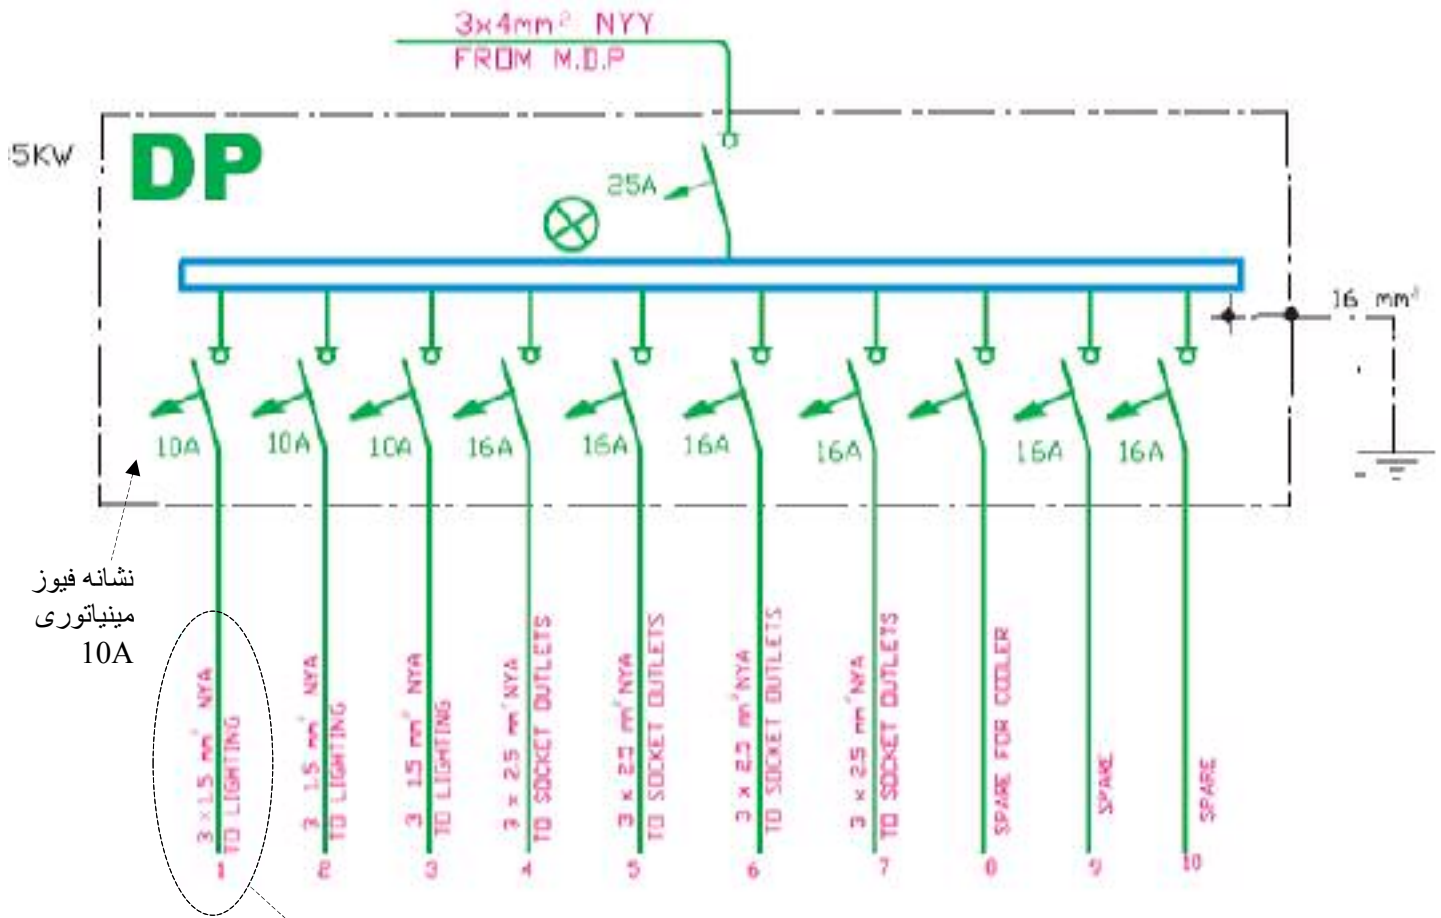 3x4mm² NYY
FROM M.D.P
5KW
DP
25A
16 mm²
10A
10A
10A
16A
16A
16A
16A
16A
16A
نشانه فیوز
مینیاتوری
10A
3 x 1.5 mm² NYA
TO LIGHTING
3 1.5 mm² NYA
TO LIGHTING
3 1.5 mm² NYA
TO LIGHTING
3 x 2.5 mm² NYA
TO SOCKET OUTLETS
3 x 2.5 mm² NYA
TO SOCKET OUTLETS
3 x 2.5 mm² NYA
TO SOCKET OUTLETS
3 x 2.5 mm² NYA
TO SOCKET OUTLETS
SPARE FOR COOLER
SPARE
SPARE
1
2
3
4
5
6
7
8
9
10